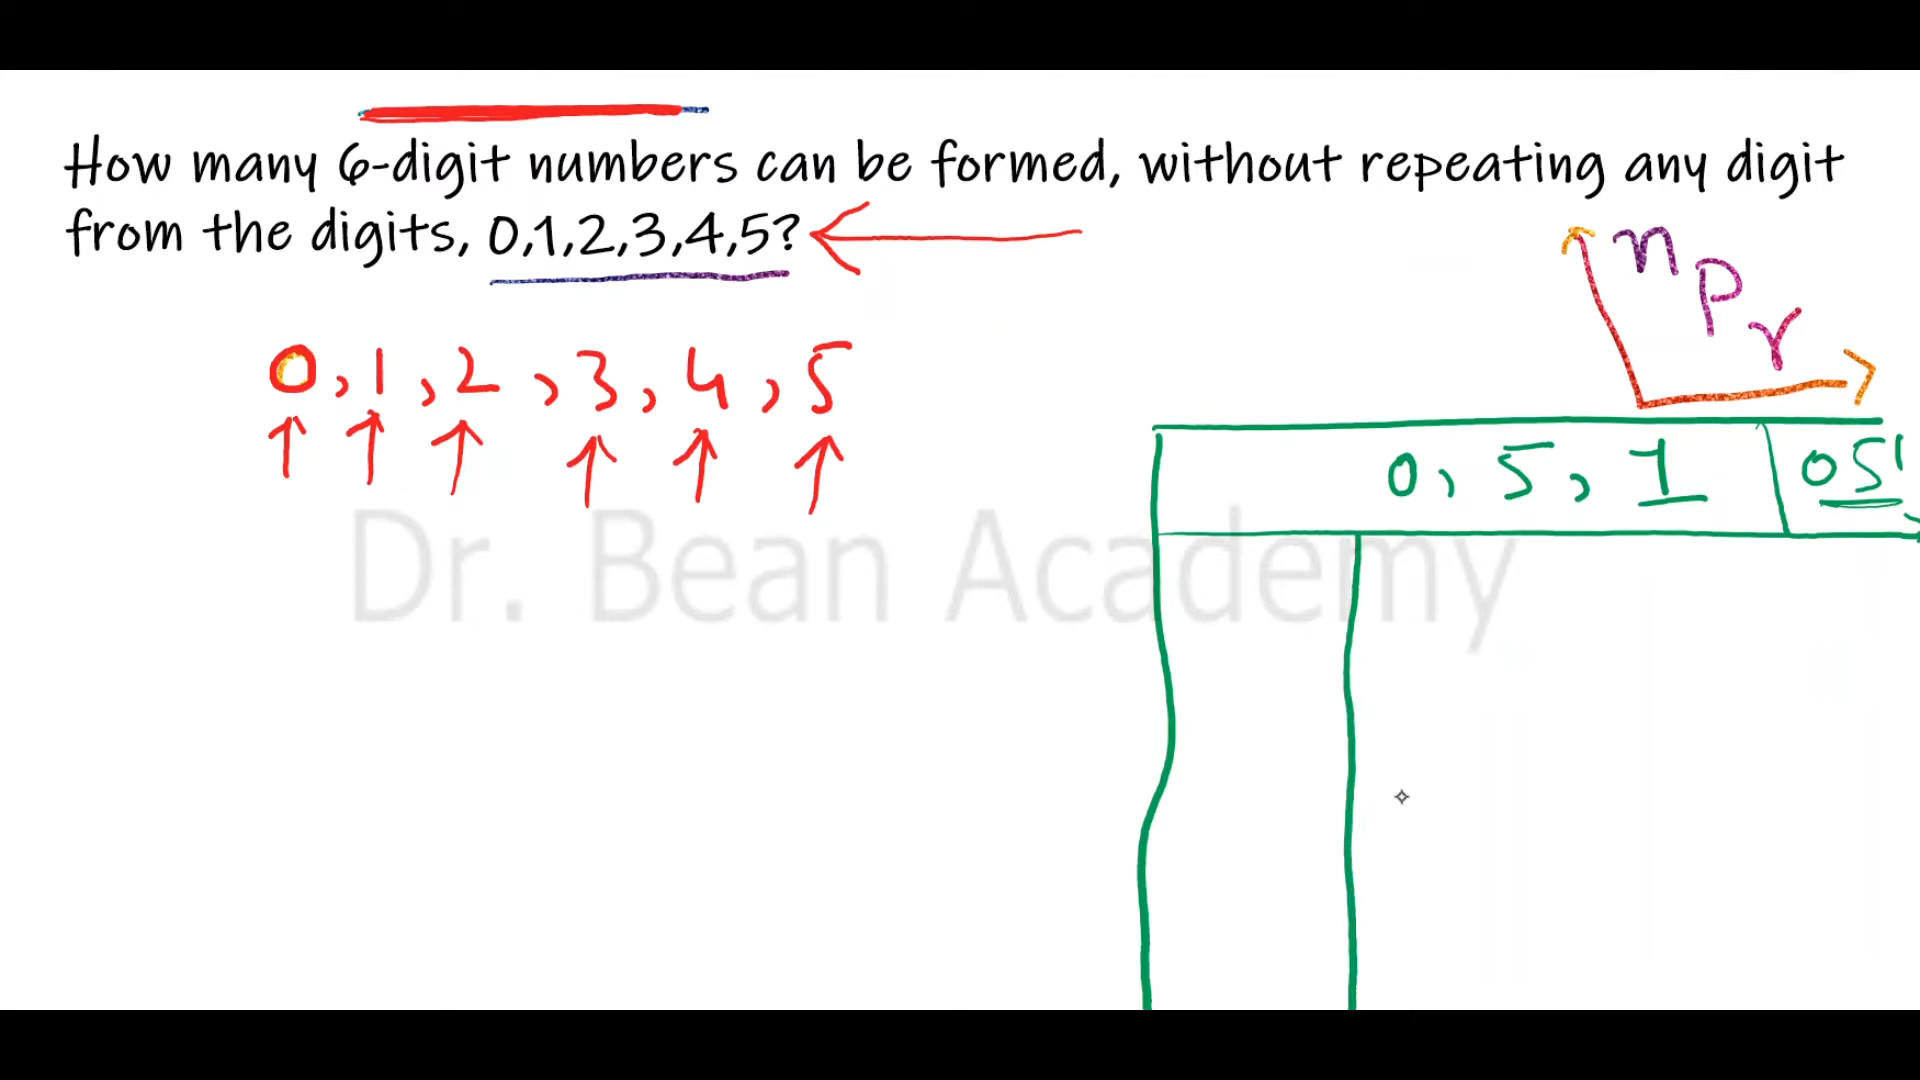 How many 6-digit numbers can be formed, without repeating any digit
from the digits, 0,1,2,3,4,5?
n P r
0, 1, 2, 3, 4, 5
0, 5, 1
051
Dr. Bean Academy